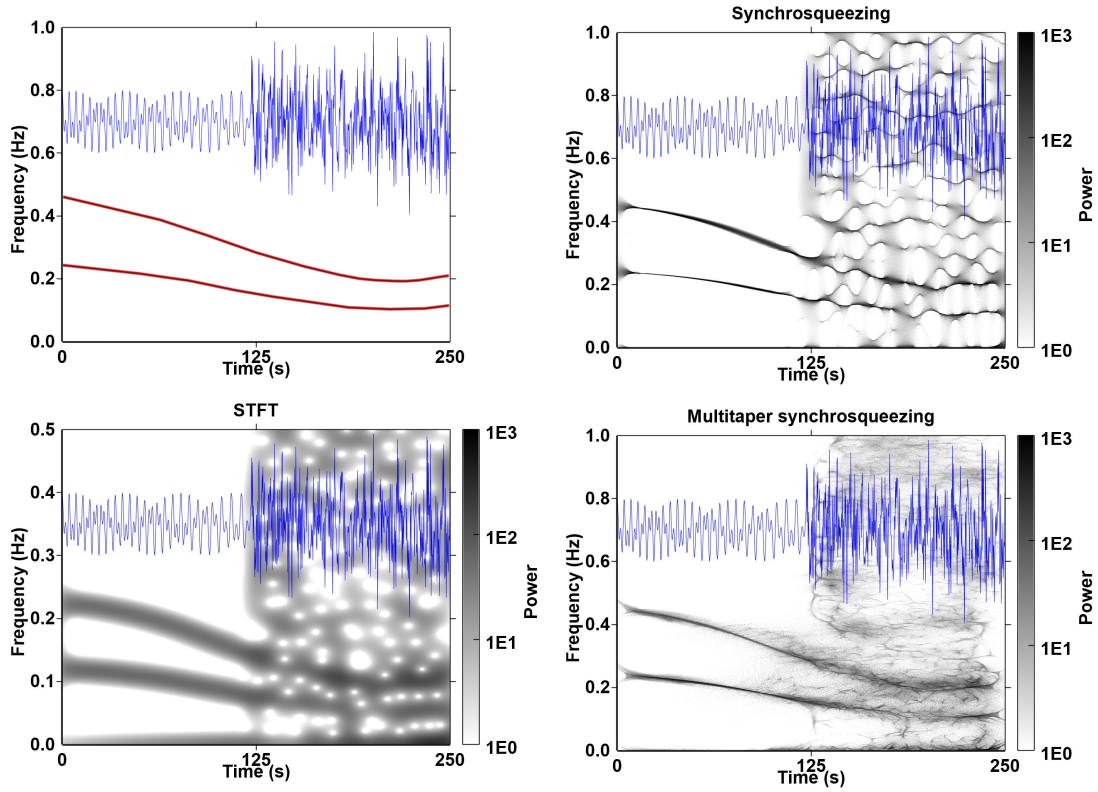 1.0
0.8
0.6
0.4
0.2
0.0
Frequency (Hz)
0
125
250
Time (s)
Synchrosqueezing
1.0
0.8
0.6
0.4
0.2
0.0
Frequency (Hz)
0
125
250
Time (s)
1E3
1E2
1E1
1E0
Power
STFT
0.5
0.4
0.3
0.2
0.1
0.0
Frequency (Hz)
0
125
250
Time (s)
1E3
1E2
1E1
1E0
Power
Multitaper synchrosqueezing
1.0
0.8
0.6
0.4
0.2
0.0
Frequency (Hz)
0
125
250
Time (s)
1E3
1E2
1E1
1E0
Power